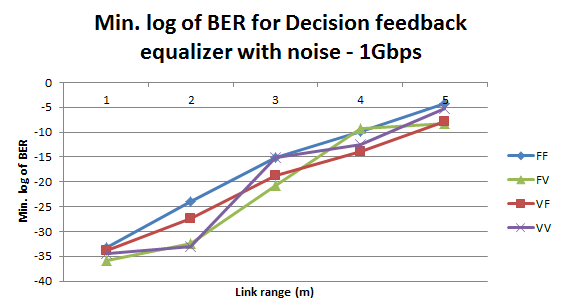 Min. log of BER for Decision feedback
equalizer with noise - 1Gbps
0
1 2 3 4 5
-5
-10
-15
-20
-25
-30
-35
-40
Min. log of BER
Link range (m)
FF
FV
VF
VV